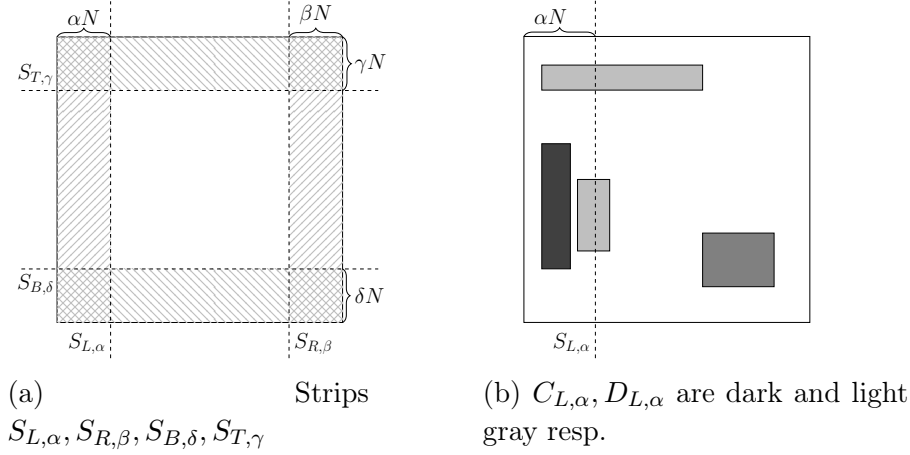 αN
βN
γN
S_{T,γ}
S_{B,δ}
δN
S_{L,α}
S_{R,β}
(a) Strips
S_{L,α}, S_{R,β}, S_{B,δ}, S_{T,γ}
αN
S_{L,α}
(b) C_{L,α}, D_{L,α} are dark and light
gray resp.